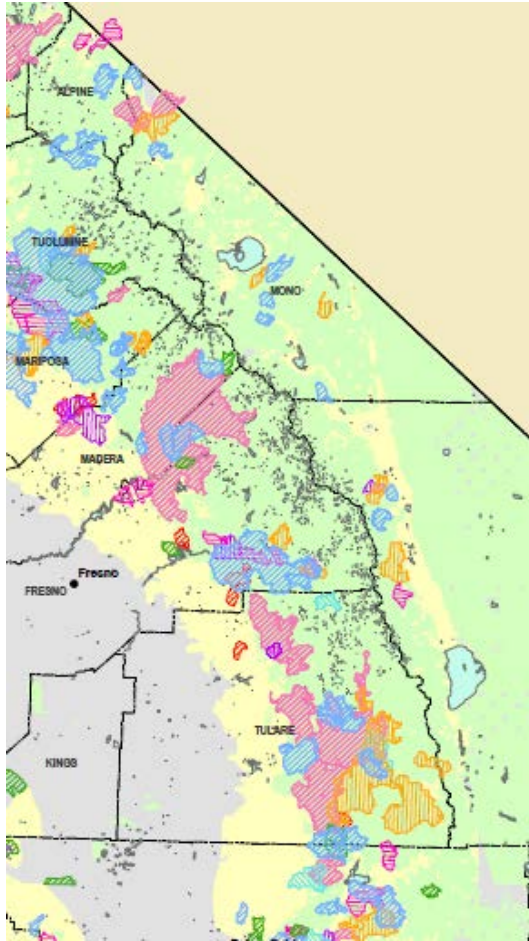 ALPINE
TUOLUMNE
MONO
MARIPOSA
MADERA
Fresno
FRESNO
TULARE
KINGS